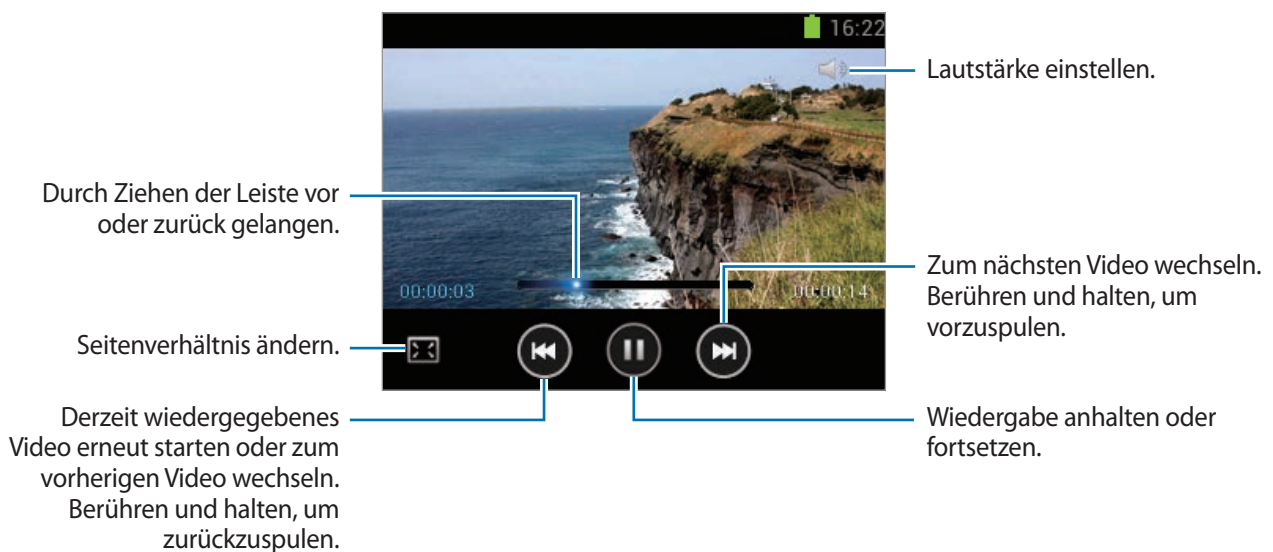 16:22
Lautstärke einstellen.
Durch Ziehen der Leiste vor
oder zurück gelangen.
00:00:03
00:00:14
Zum nächsten Video wechseln.
Berühren und halten, um
vorzuspulen.
Seitenverhältnis ändern.
Derzeit wiedergegebenes
Video erneut starten oder zum
vorherigen Video wechseln.
Berühren und halten, um
zurückzuspulen.
Wiedergabe anhalten oder
fortsetzen.